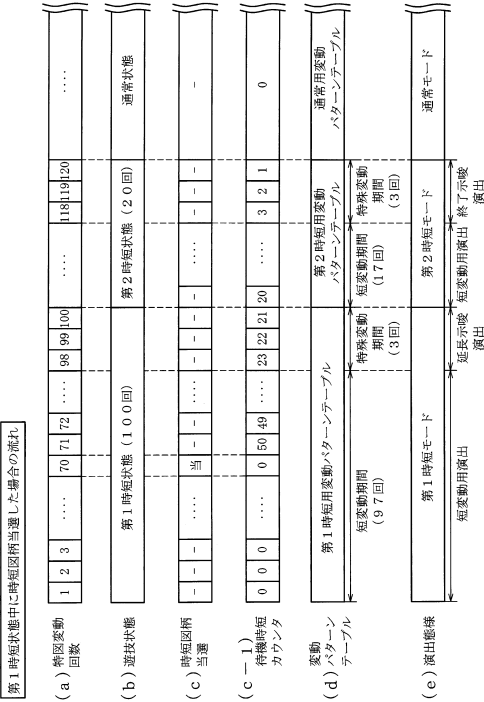 第1時短状態中に時短図柄当選した場合の流れ
(a) 特図変動
回数
1 2 3 ‥‥ 70 71 72 ‥‥ 98 99 100 ‥‥ 118 119 120 ‥‥
(b) 遊技状態
第1時短状態(100回) 第2時短状態(20回) 通常状態
(c) 時短図柄
当選
- - - ‥‥ 当 - - ‥‥ - - - - ‥‥ - - - -
(c-1)
待機時短
カウンタ
0 0 0 ‥‥ 0 50 49 ‥‥ 23 22 21 20 ‥‥ 3 2 1 0
(d) 変動
パターン
テーブル
第1時短用変動パターンテーブル
第2時短用変動
パターンテーブル
通常用変動
パターンテーブル
短変動期間
(97回)
特殊変動
期間
(3回)
短変動期間
(17回)
特殊変動
期間
(3回)
(e) 演出態様
第1時短モード 第2時短モード 通常モード
短変動用演出
延長示唆
演出
短変動用演出
終了示唆
演出